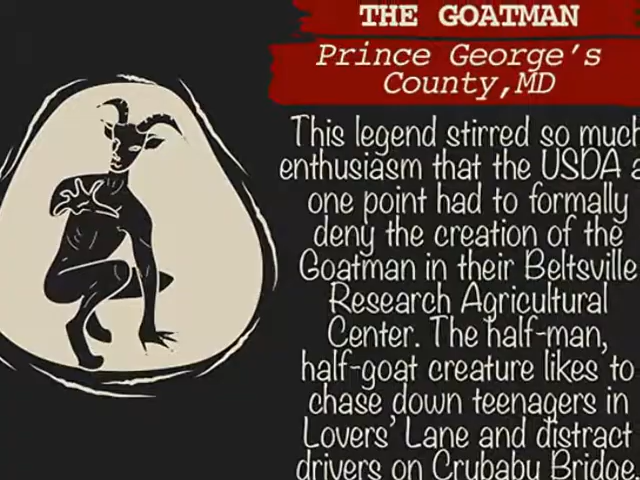 THE GOATMAN
Prince George's
County,MD
This legend stirred so much
enthusiasm that the USDA a
one point had to formally
deny the creation of the
Goatman in their Beltsville
Research Agricultural
Center. The half-man,
half-goat creature likes to
chase down teenagers in
Lovers' Lane and distract
drivers on Crybaby Bridge.